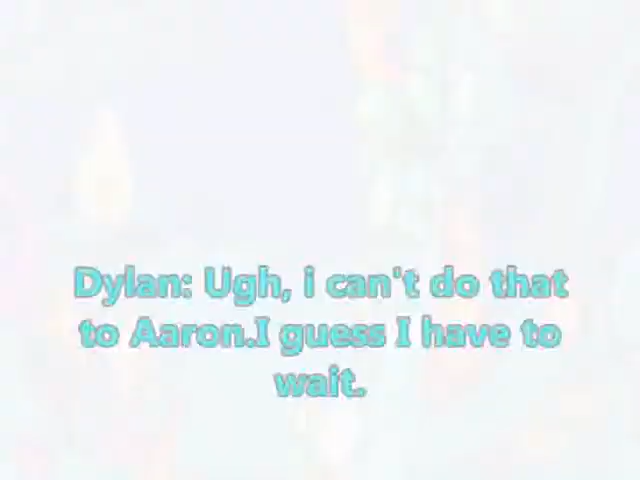 Dylan: Ugh, i can't do that
to Aaron.I guess I have to
wait.